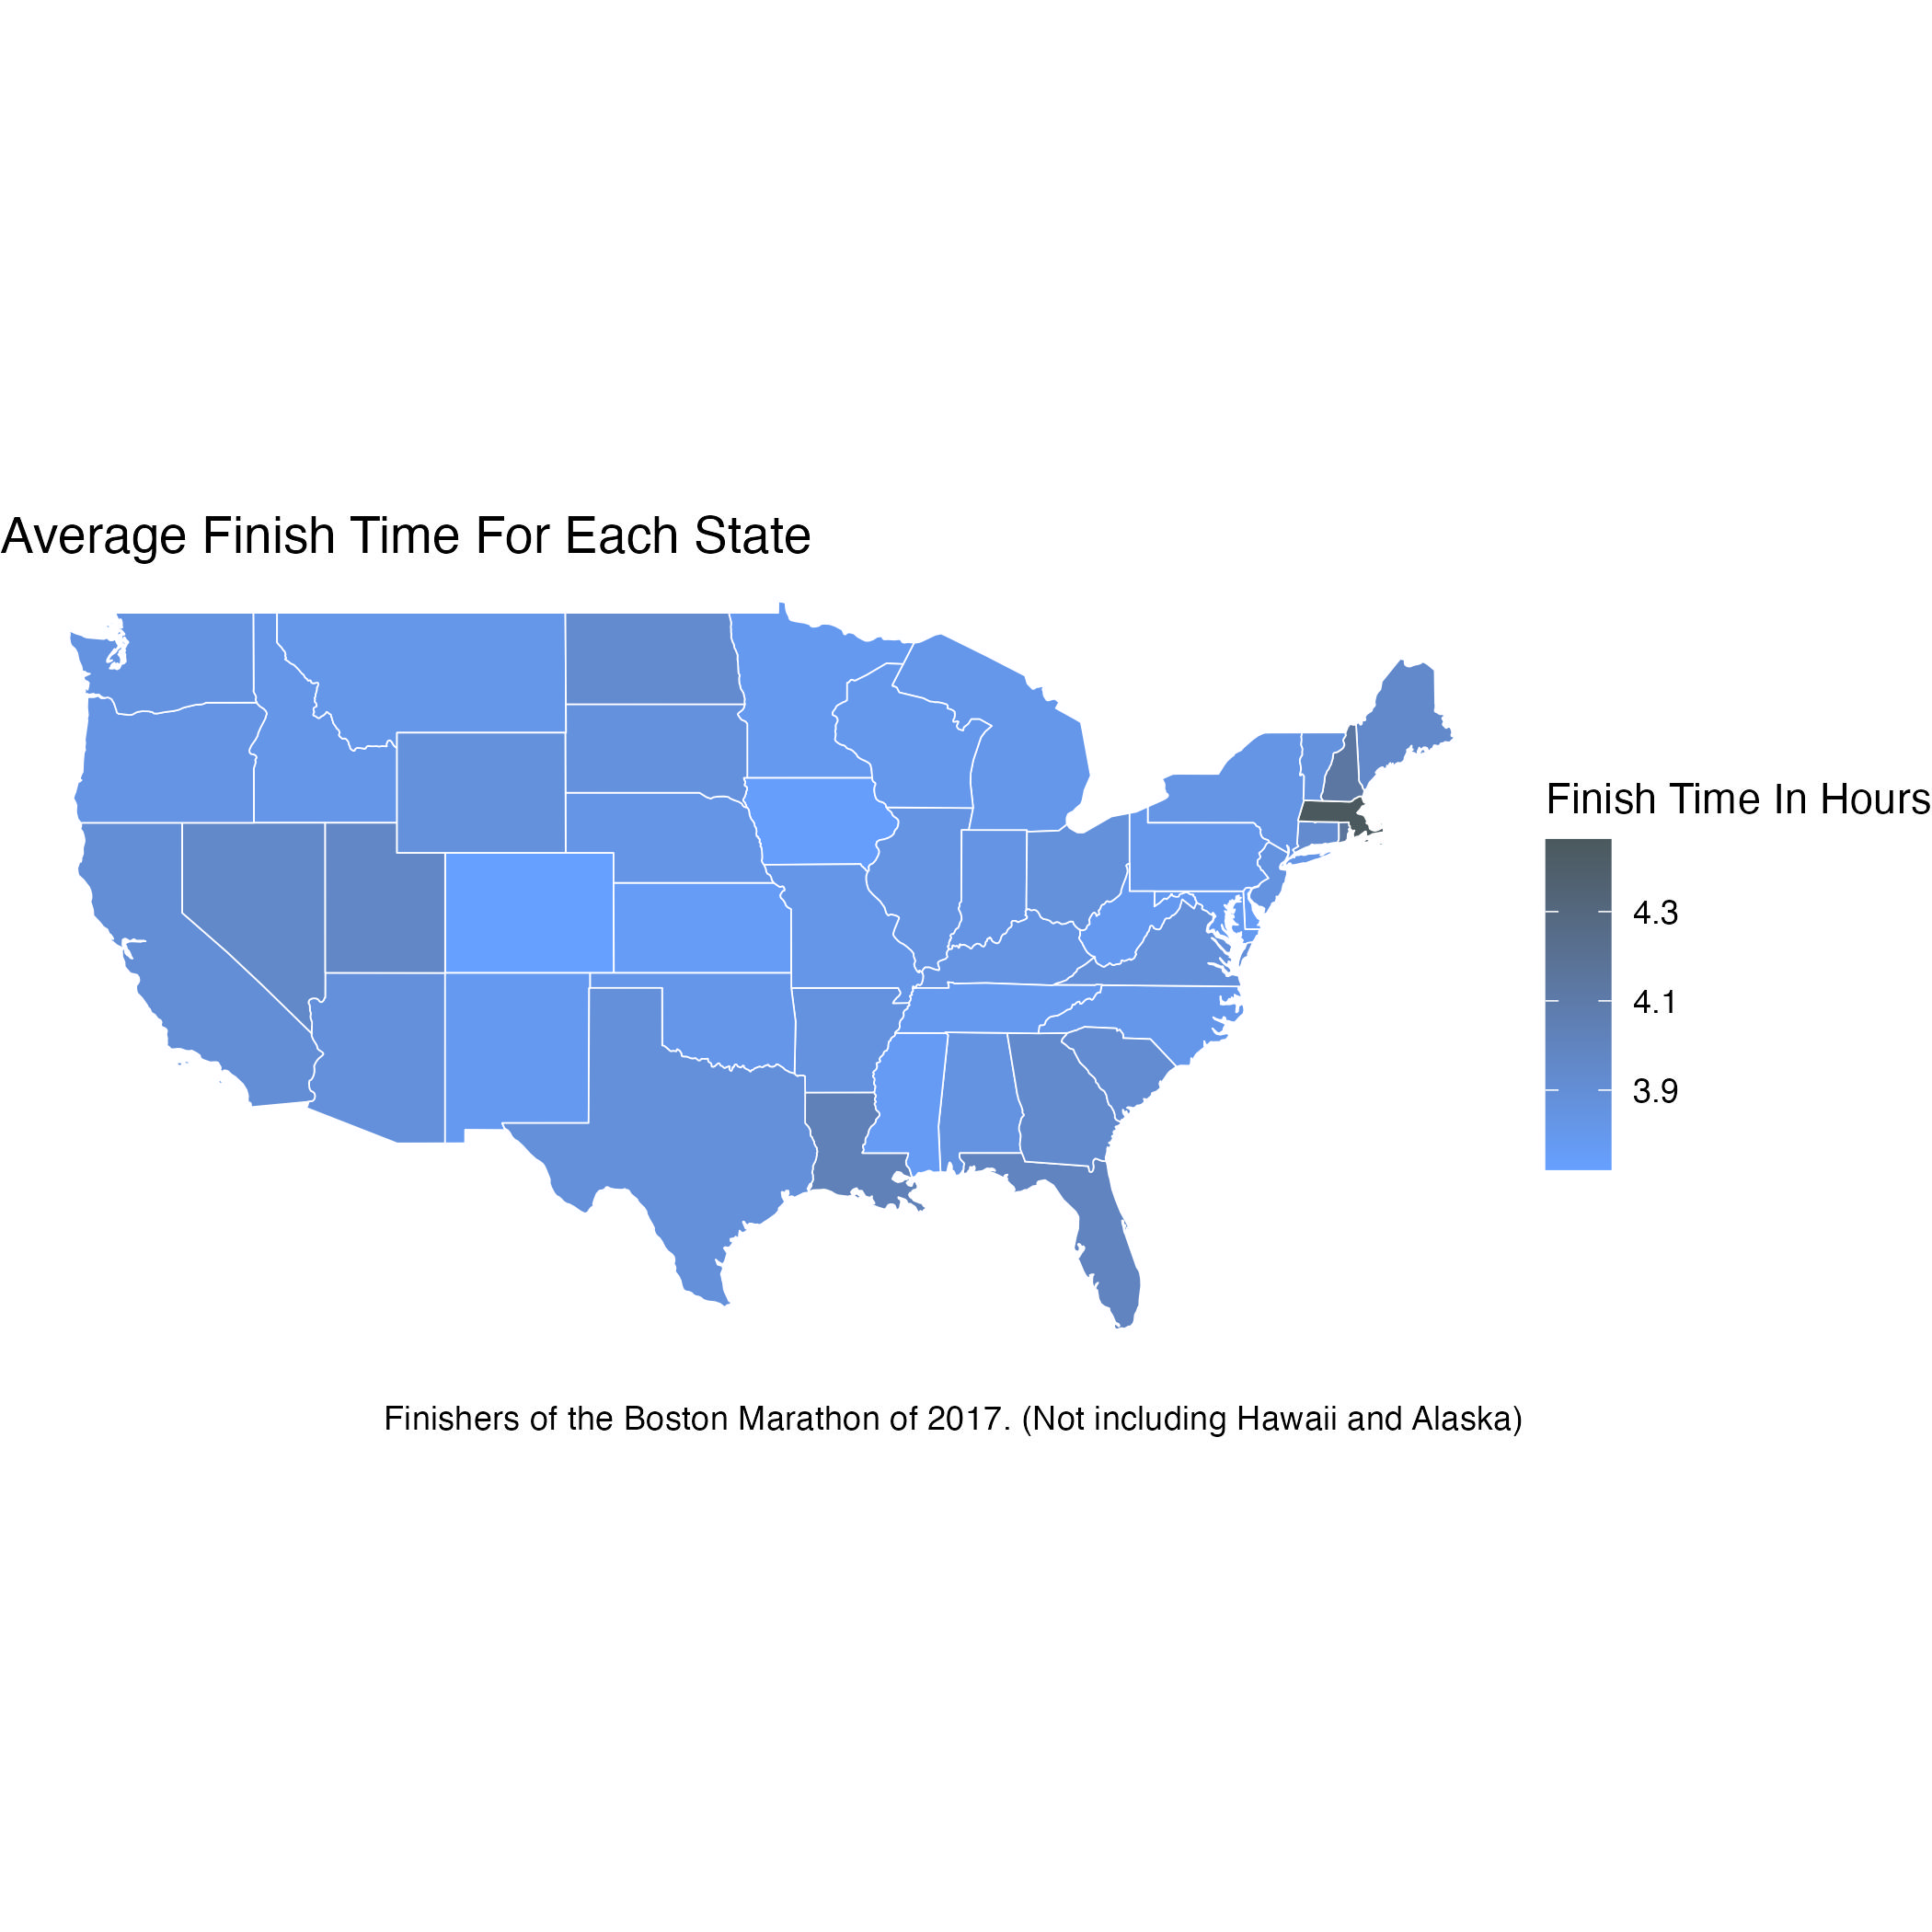 Average Finish Time For Each State
Finish Time In Hours
4.3
4.1
3.9
Finishers of the Boston Marathon of 2017. (Not including Hawaii and Alaska)